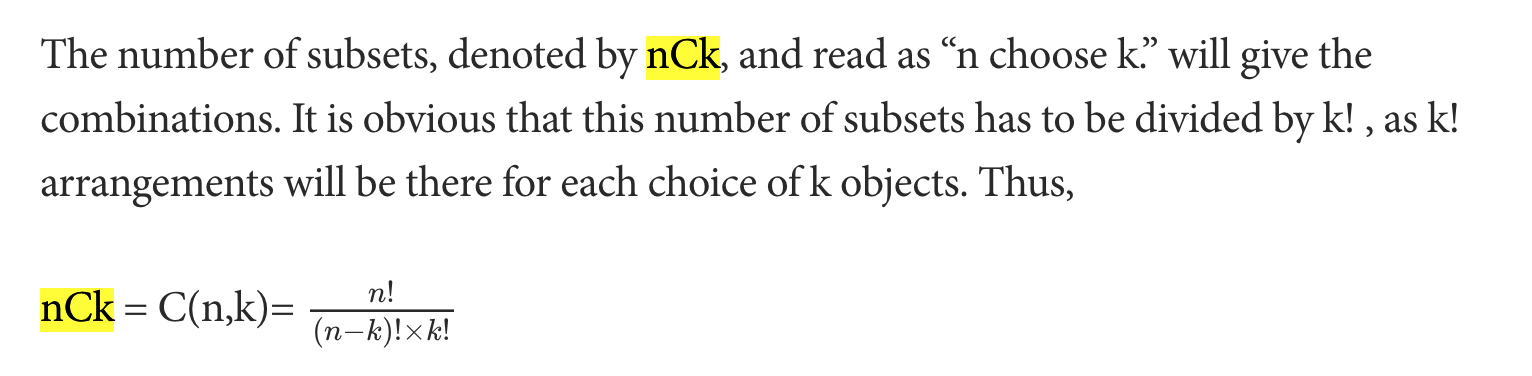 The number of subsets, denoted by nCk, and read as “n choose k.” will give the
combinations. It is obvious that this number of subsets has to be divided by k! , as k!
arrangements will be there for each choice of k objects. Thus,
nCk = C(n,k)= n! / (n−k)!×k!